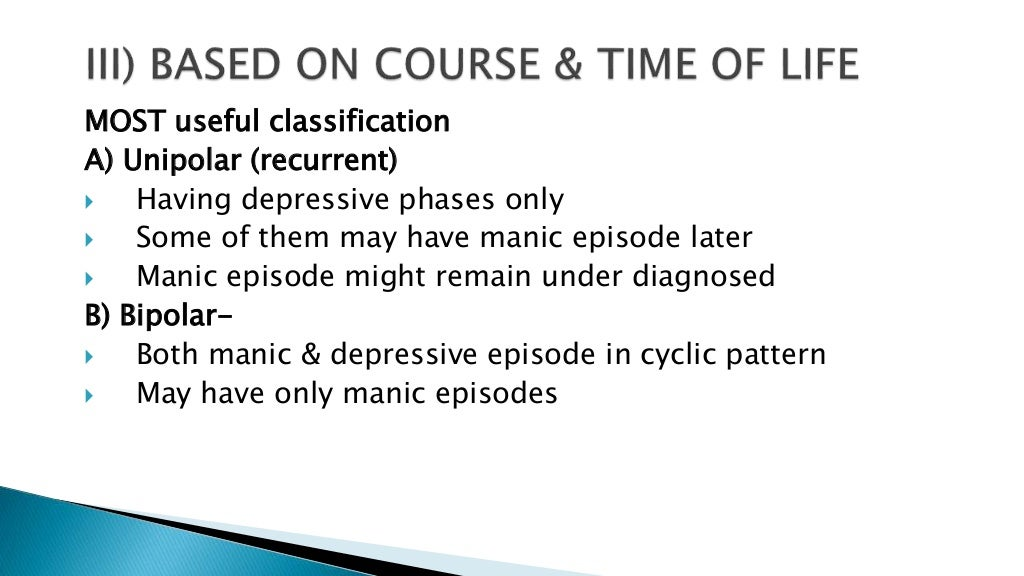 III) BASED ON COURSE & TIME OF LIFE
MOST useful classification
A) Unipolar (recurrent)
Having depressive phases only
Some of them may have manic episode later
Manic episode might remain under diagnosed
B) Bipolar-
Both manic & depressive episode in cyclic pattern
May have only manic episodes